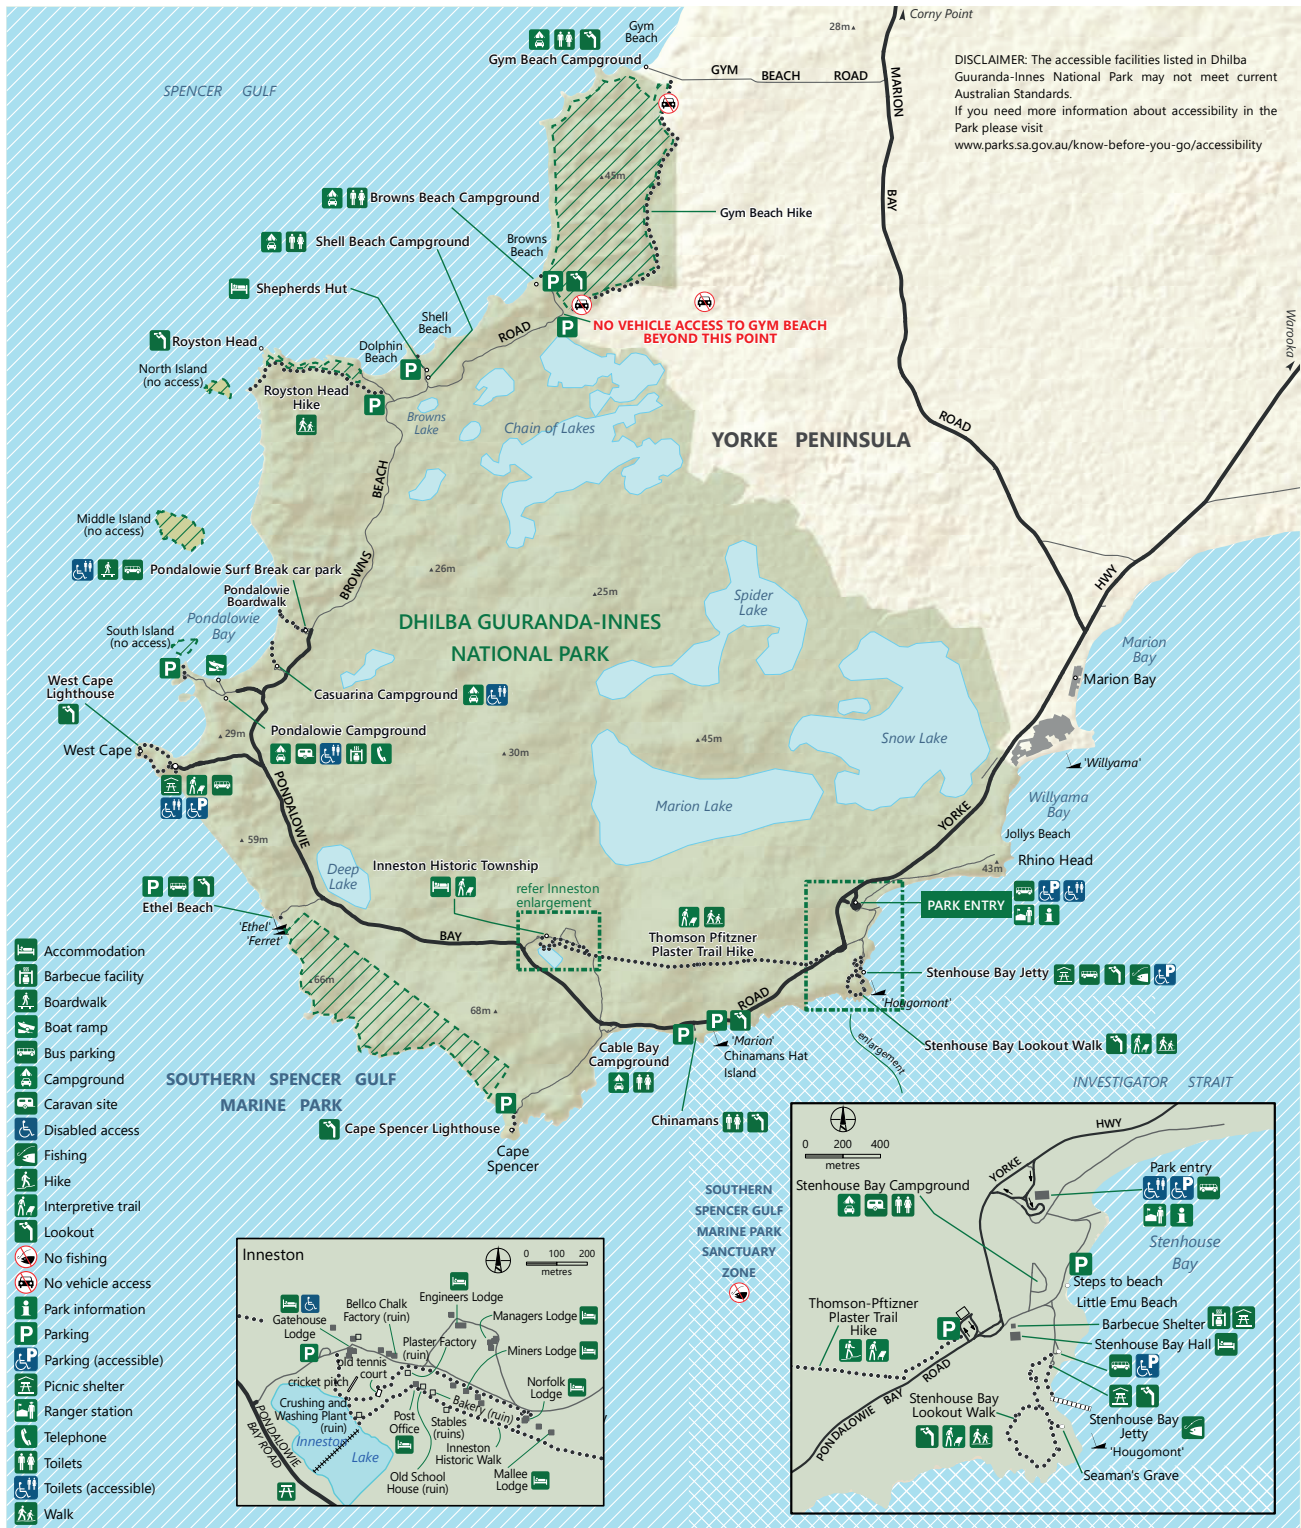 Corny Point
28m
Gym
Beach
Gym Beach Campground
GYM BEACH ROAD
MARION
BAY
ROAD
DISCLAIMER: The accessible facilities listed in Dhilba
Guuranda-Innes National Park may not meet current
Australian Standards.
If you need more information about accessibility in the
Park please visit
www.parks.sa.gov.au/know-before-you-go/accessibility
SPENCER GULF
45m
Browns Beach Campground
Gym Beach Hike
Shell Beach Campground
Browns
Beach
P
Shepherds Hut
Shell
Beach
ROAD
P
NO VEHICLE ACCESS TO GYM BEACH
BEYOND THIS POINT
Warooka
Royston Head
Dolphin
Beach
P
North Island
(no access)
Royston Head
Hike
P
Browns
Lake
Chain of Lakes
YORKE PENINSULA
BEACH
Middle Island
(no access)
Pondalowie Surf Break car park
BROWNS
26m
25m
HWY
Pondalowie
Boardwalk
Pondalowie
Bay
Spider
Lake
South Island
(no access)
DHILBA GUURANDA-INNES
NATIONAL PARK
Marion
Bay
P
West Cape
Lighthouse
Casuarina Campground
Marion Bay
29m
Pondalowie Campground
West Cape
30m
45m
Snow Lake
'Willyama'
PONDALOWIE
Marion Lake
Willyama
Bay
YORKE
P
59m
Jollys Beach
Deep
Lake
Inneston Historic Township
Rhino Head
43m
P
Ethel Beach
refer Inneston
enlargement
PARK ENTRY
P
'Ethel'
'Ferret'
BAY
Thomson Pfitzner
Plaster Trail Hike
Accommodation
Barbecue facility
Boardwalk
Boat ramp
Bus parking
Campground
Caravan site
Disabled access
Fishing
Hike
Interpretive trail
Lookout
No fishing
No vehicle access
Park information
P
Parking
P
Parking (accessible)
Picnic shelter
Ranger station
Telephone
Toilets
Toilets (accessible)
Walk
66m
68m
ROAD
Stenhouse Bay Jetty
P
'Hougomont'
P
P
Cable Bay
Campground
'Marion'
Chinamans Hat
Island
Stenhouse Bay Lookout Walk
enlargement
SOUTHERN SPENCER GULF
MARINE PARK
INVESTIGATOR STRAIT
P
Cape Spencer Lighthouse
Cape
Spencer
Chinamans
SOUTHERN
SPENCER GULF
MARINE PARK
SANCTUARY
ZONE
Inneston
0 100 200
metres
Engineers Lodge
Bellco Chalk
Factory (ruin)
Managers Lodge
Gatehouse
Lodge
Plaster Factory
(ruin)
Miners Lodge
P
old tennis
court
cricket pitch
Norfolk
Lodge
Crushing and
Washing Plant
(ruin)
Bakery (ruin)
Post
Office
Stables
(ruins)
Inneston
Lake
Inneston
Historic Walk
PONDALOWIE
BAY ROAD
Old School
House (ruin)
Mallee
Lodge
0 200 400
metres
HWY
YORKE
Park entry
P
Stenhouse Bay Campground
Stenhouse
Bay
P
Steps to beach
Little Emu Beach
Thomson-Pfitzner
Plaster Trail
Hike
P
Barbecue Shelter
Stenhouse Bay Hall
P
PONDALOWIE BAY ROAD
Stenhouse Bay
Lookout Walk
Stenhouse Bay
Jetty
'Hougomont'
Seaman's Grave